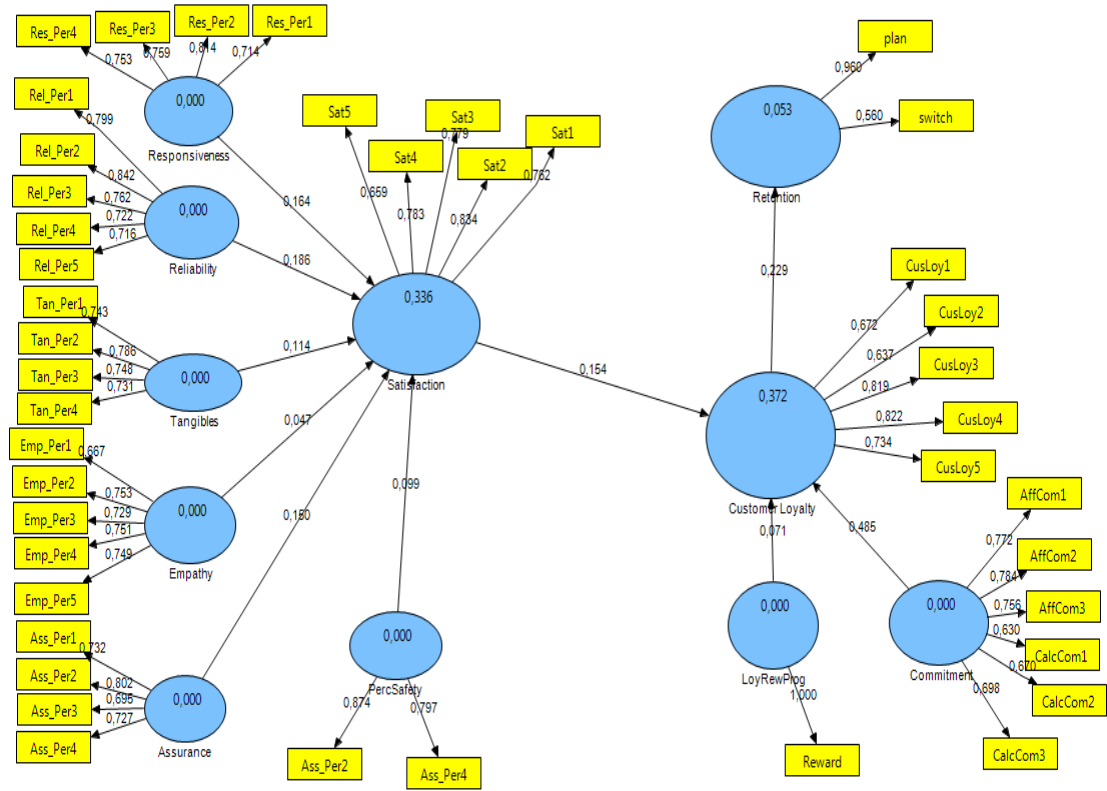 Res_Per4
Res_Per3
Res_Per2
Res_Per1
0,753
0,759
0,814
0,714
0,000
Responsiveness
Rel_Per1
Rel_Per2
Rel_Per3
Rel_Per4
Rel_Per5
0,799
0,842
0,762
0,722
0,716
0,000
Reliability
Tan_Per1
Tan_Per2
Tan_Per3
Tan_Per4
0,743
0,786
0,748
0,731
0,000
Tangibles
Emp_Per1
Emp_Per2
Emp_Per3
Emp_Per4
Emp_Per5
0,667
0,753
0,729
0,751
0,749
0,000
Empathy
Ass_Per1
Ass_Per2
Ass_Per3
Ass_Per4
0,732
0,802
0,695
0,727
0,000
Assurance
0,164
0,186
0,114
0,047
0,150
0,099
Sat5
Sat4
Sat3
Sat2
Sat1
0,659
0,783
0,779
0,834
0,762
0,336
Satisfaction
0,000
PercSafety
0,874
0,797
Ass_Per2
Ass_Per4
0,154
plan
switch
0,960
0,560
0,053
Retention
0,229
0,372
Customer Loyalty
CusLoy1
CusLoy2
CusLoy3
CusLoy4
CusLoy5
0,672
0,637
0,819
0,822
0,734
0,071
0,485
0,000
LoyRewProg
1,000
Reward
0,000
Commitment
AffCom1
AffCom2
AffCom3
CalcCom1
CalcCom2
CalcCom3
0,772
0,784
0,756
0,630
0,670
0,698